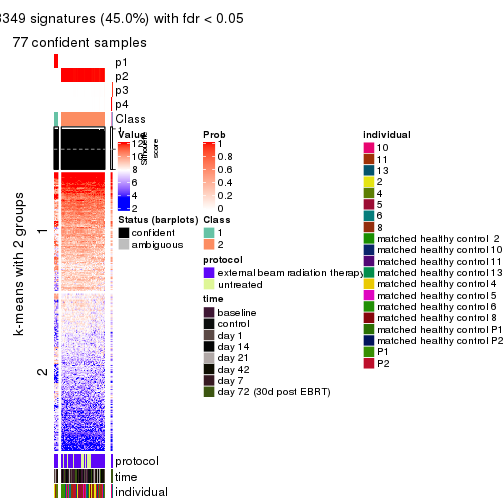 3349 signatures (45.0%) with fdr < 0.05
77 confident samples
p1
p2
p3
p4
Class
Silhouette
score
k-means with 2 groups
1
2
protocol
time
individual
Value
12
10
8
6
4
2
Status (barplots)
confident
ambiguous
Prob
1
0.8
0.6
0.4
0.2
0
Class
1
2
protocol
external beam radiation therapy
untreated
time
baseline
control
day 1
day 14
day 21
day 42
day 7
day 72 (30d post EBRT)
individual
10
11
13
2
4
5
6
8
matched healthy control 2
matched healthy control 10
matched healthy control 11
matched healthy control 13
matched healthy control 4
matched healthy control 5
matched healthy control 6
matched healthy control 8
matched healthy control P1
matched healthy control P2
P1
P2